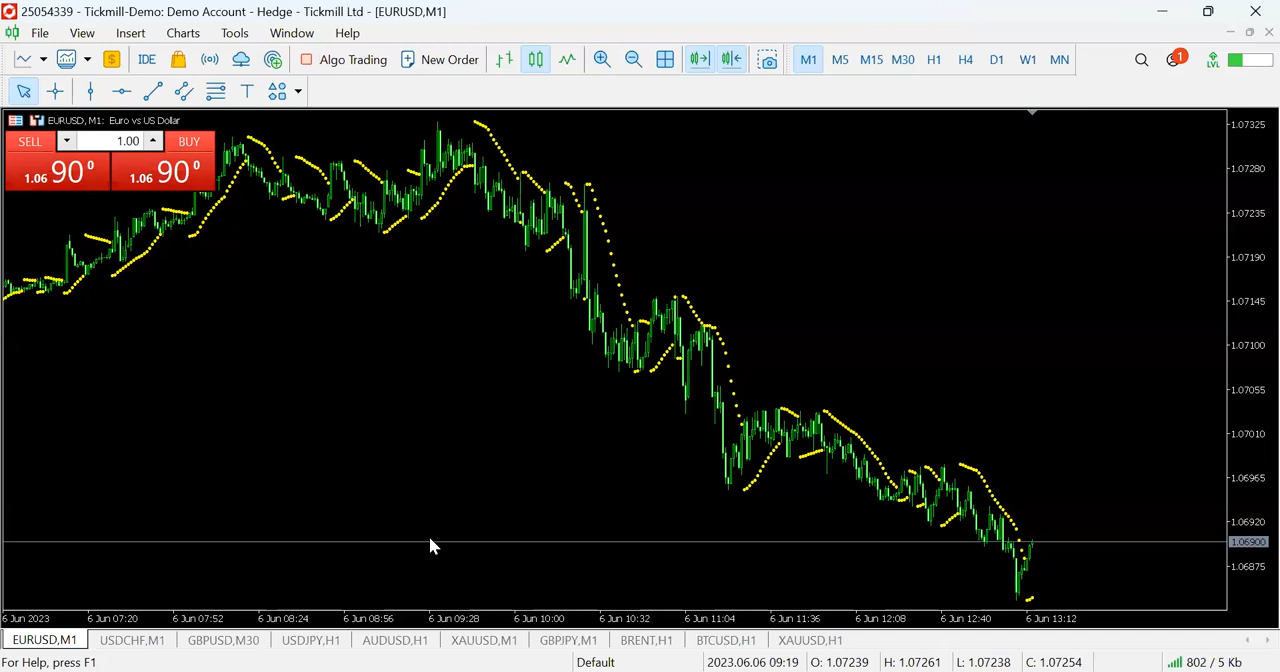 25054339 - Tickmill-Demo: Demo Account - Hedge - Tickmill Ltd - [EURUSD,M1]
File View Insert Charts Tools Window Help
IDE Algo Trading New Order M1 M5 M15 M30 H1 H4 D1 W1 MN 1 LVL
T
EURUSD, M1: Euro vs US Dollar
SELL 1.00 BUY
1.06 90 0 1.06 90 0
1.07325
1.07280
1.07235
1.07190
1.07145
1.07100
1.07055
1.07010
1.06965
1.06920
1.06900
1.06875
6 Jun 2023 6 Jun 07:20 6 Jun 07:52 6 Jun 08:24 6 Jun 08:56 6 Jun 09:28 6 Jun 10:00 6 Jun 10:32 6 Jun 11:04 6 Jun 11:36 6 Jun 12:08 6 Jun 12:40 6 Jun 13:12
EURUSD,M1 USDCHF,M1 GBPUSD,M30 USDJPY,H1 AUDUSD,H1 XAUUSD,M1 GBPJPY,M1 BRENT,H1 BTCUSD,H1 XAUUSD,H1
For Help, press F1 Default 2023.06.06 09:19 O: 1.07239 H: 1.07261 L: 1.07238 C: 1.07254 802 / 5 Kb